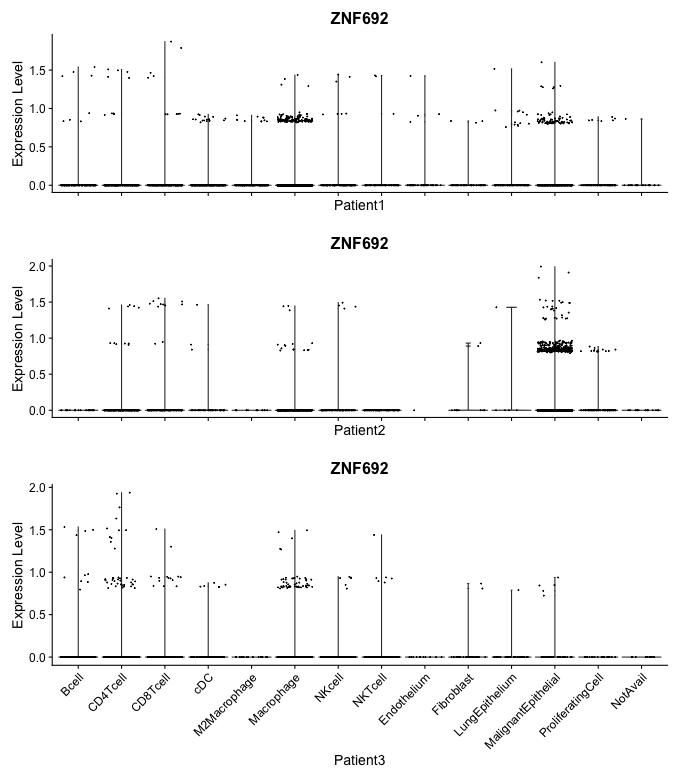 ZNF692
Expression Level
1.5
1.0
0.5
0.0
Patient1
ZNF692
Expression Level
2.0
1.5
1.0
0.5
0.0
Patient2
ZNF692
Expression Level
2.0
1.5
1.0
0.5
0.0
Bcell
CD4Tcell
CD8Tcell
cDC
M2Macrophage
Macrophage
NKcell
NKTcell
Endothelium
Fibroblast
LungEpithelium
MalignantEpithelial
ProliferatingCell
NotAvail
Patient3